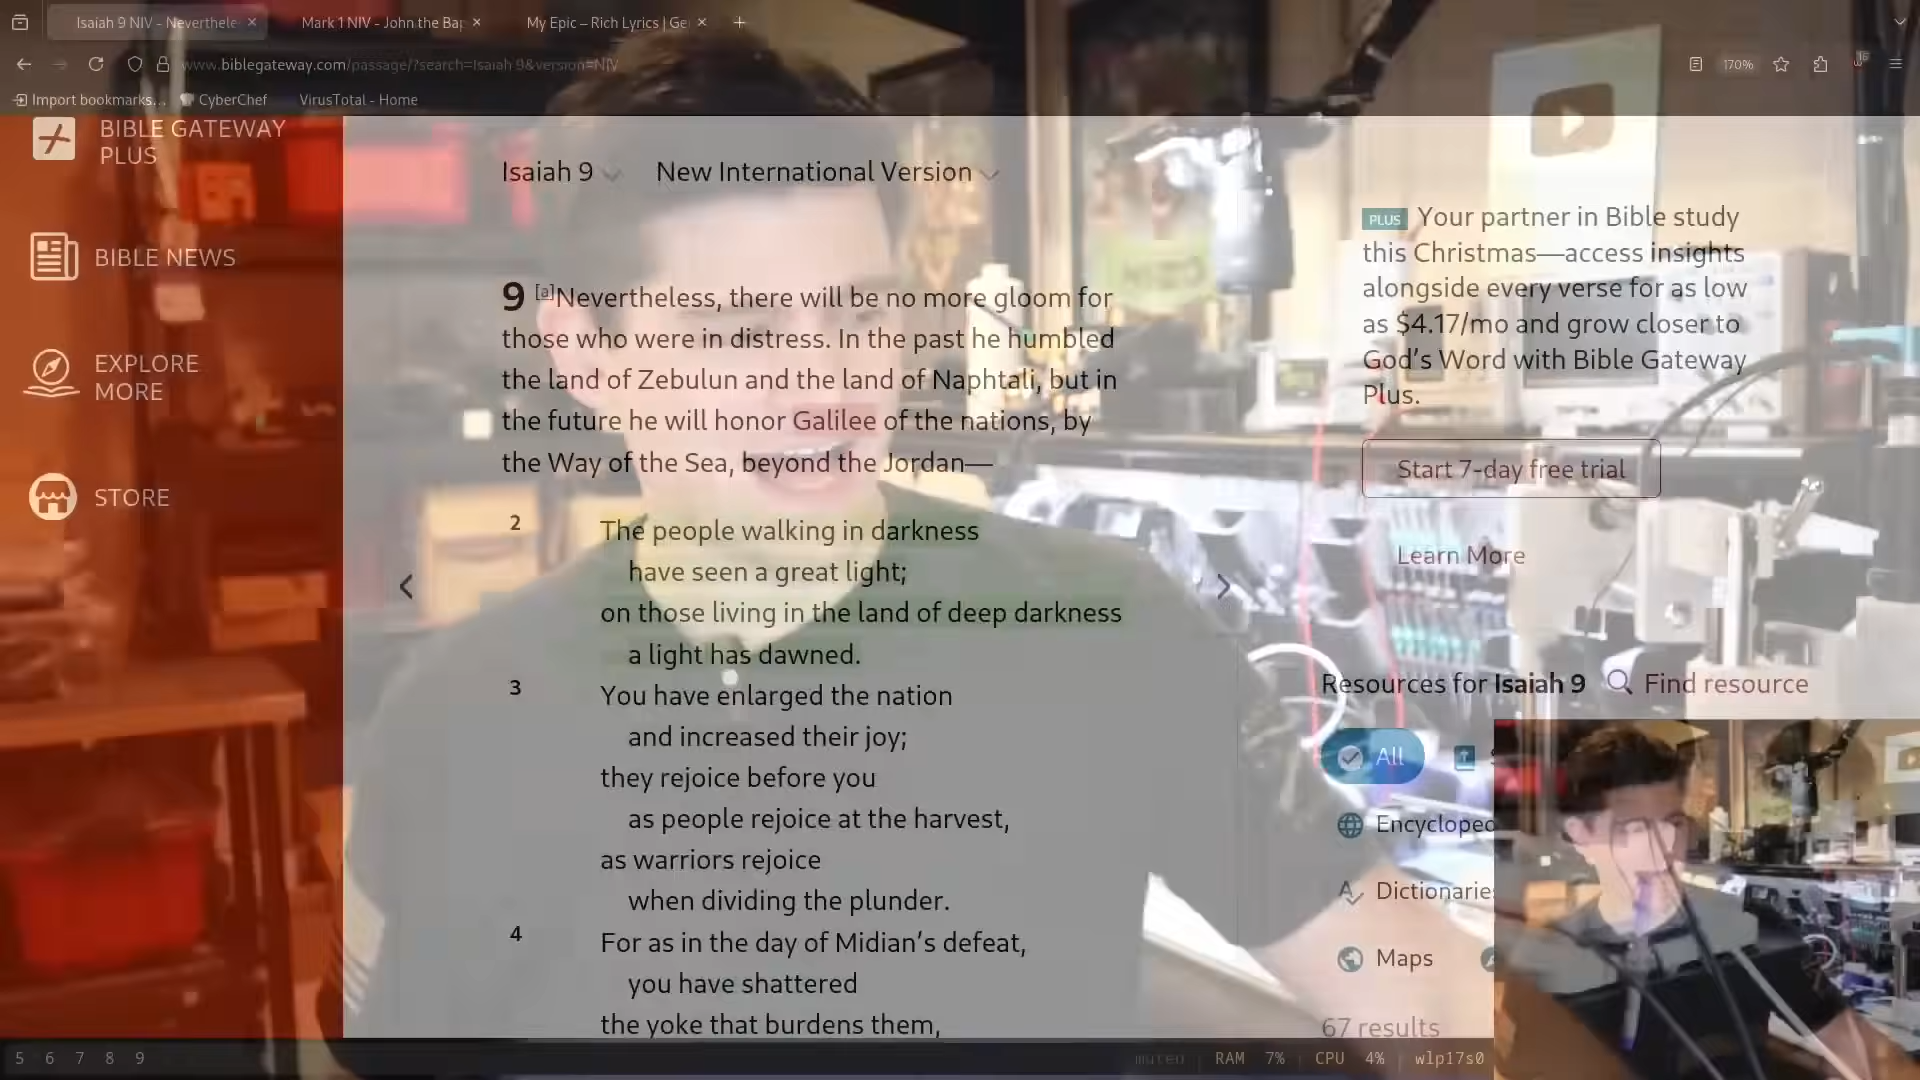 Isaiah 9 NIV - Neverthele
Mark 1 NIV - John the Bap
My Epic – Rich Lyrics | Ge
www.biblegateway.com/passage/?search=Isaiah 9&version=NIV
170%
Import bookmarks...
CyberChef
VirusTotal - Home
BIBLE GATEWAY
PLUS
BIBLE NEWS
EXPLORE
MORE
STORE
Isaiah 9
New International Version
9 [a]Nevertheless, there will be no more gloom for
those who were in distress. In the past he humbled
the land of Zebulun and the land of Naphtali, but in
the future he will honor Galilee of the nations, by
the Way of the Sea, beyond the Jordan—
2 The people walking in darkness
have seen a great light;
on those living in the land of deep darkness
a light has dawned.
3 You have enlarged the nation
and increased their joy;
they rejoice before you
as people rejoice at the harvest,
as warriors rejoice
when dividing the plunder.
4 For as in the day of Midian’s defeat,
you have shattered
the yoke that burdens them,
PLUS Your partner in Bible study
this Christmas—access insights
alongside every verse for as low
as $4.17/mo and grow closer to
God’s Word with Bible Gateway
Plus.
Start 7-day free trial
Learn More
Resources for Isaiah 9
Find resource
All
Encycloped
Dictionaries
Maps
67 results
5 6 7 8 9
muted | RAM 7% | CPU 4% | wlp17s0